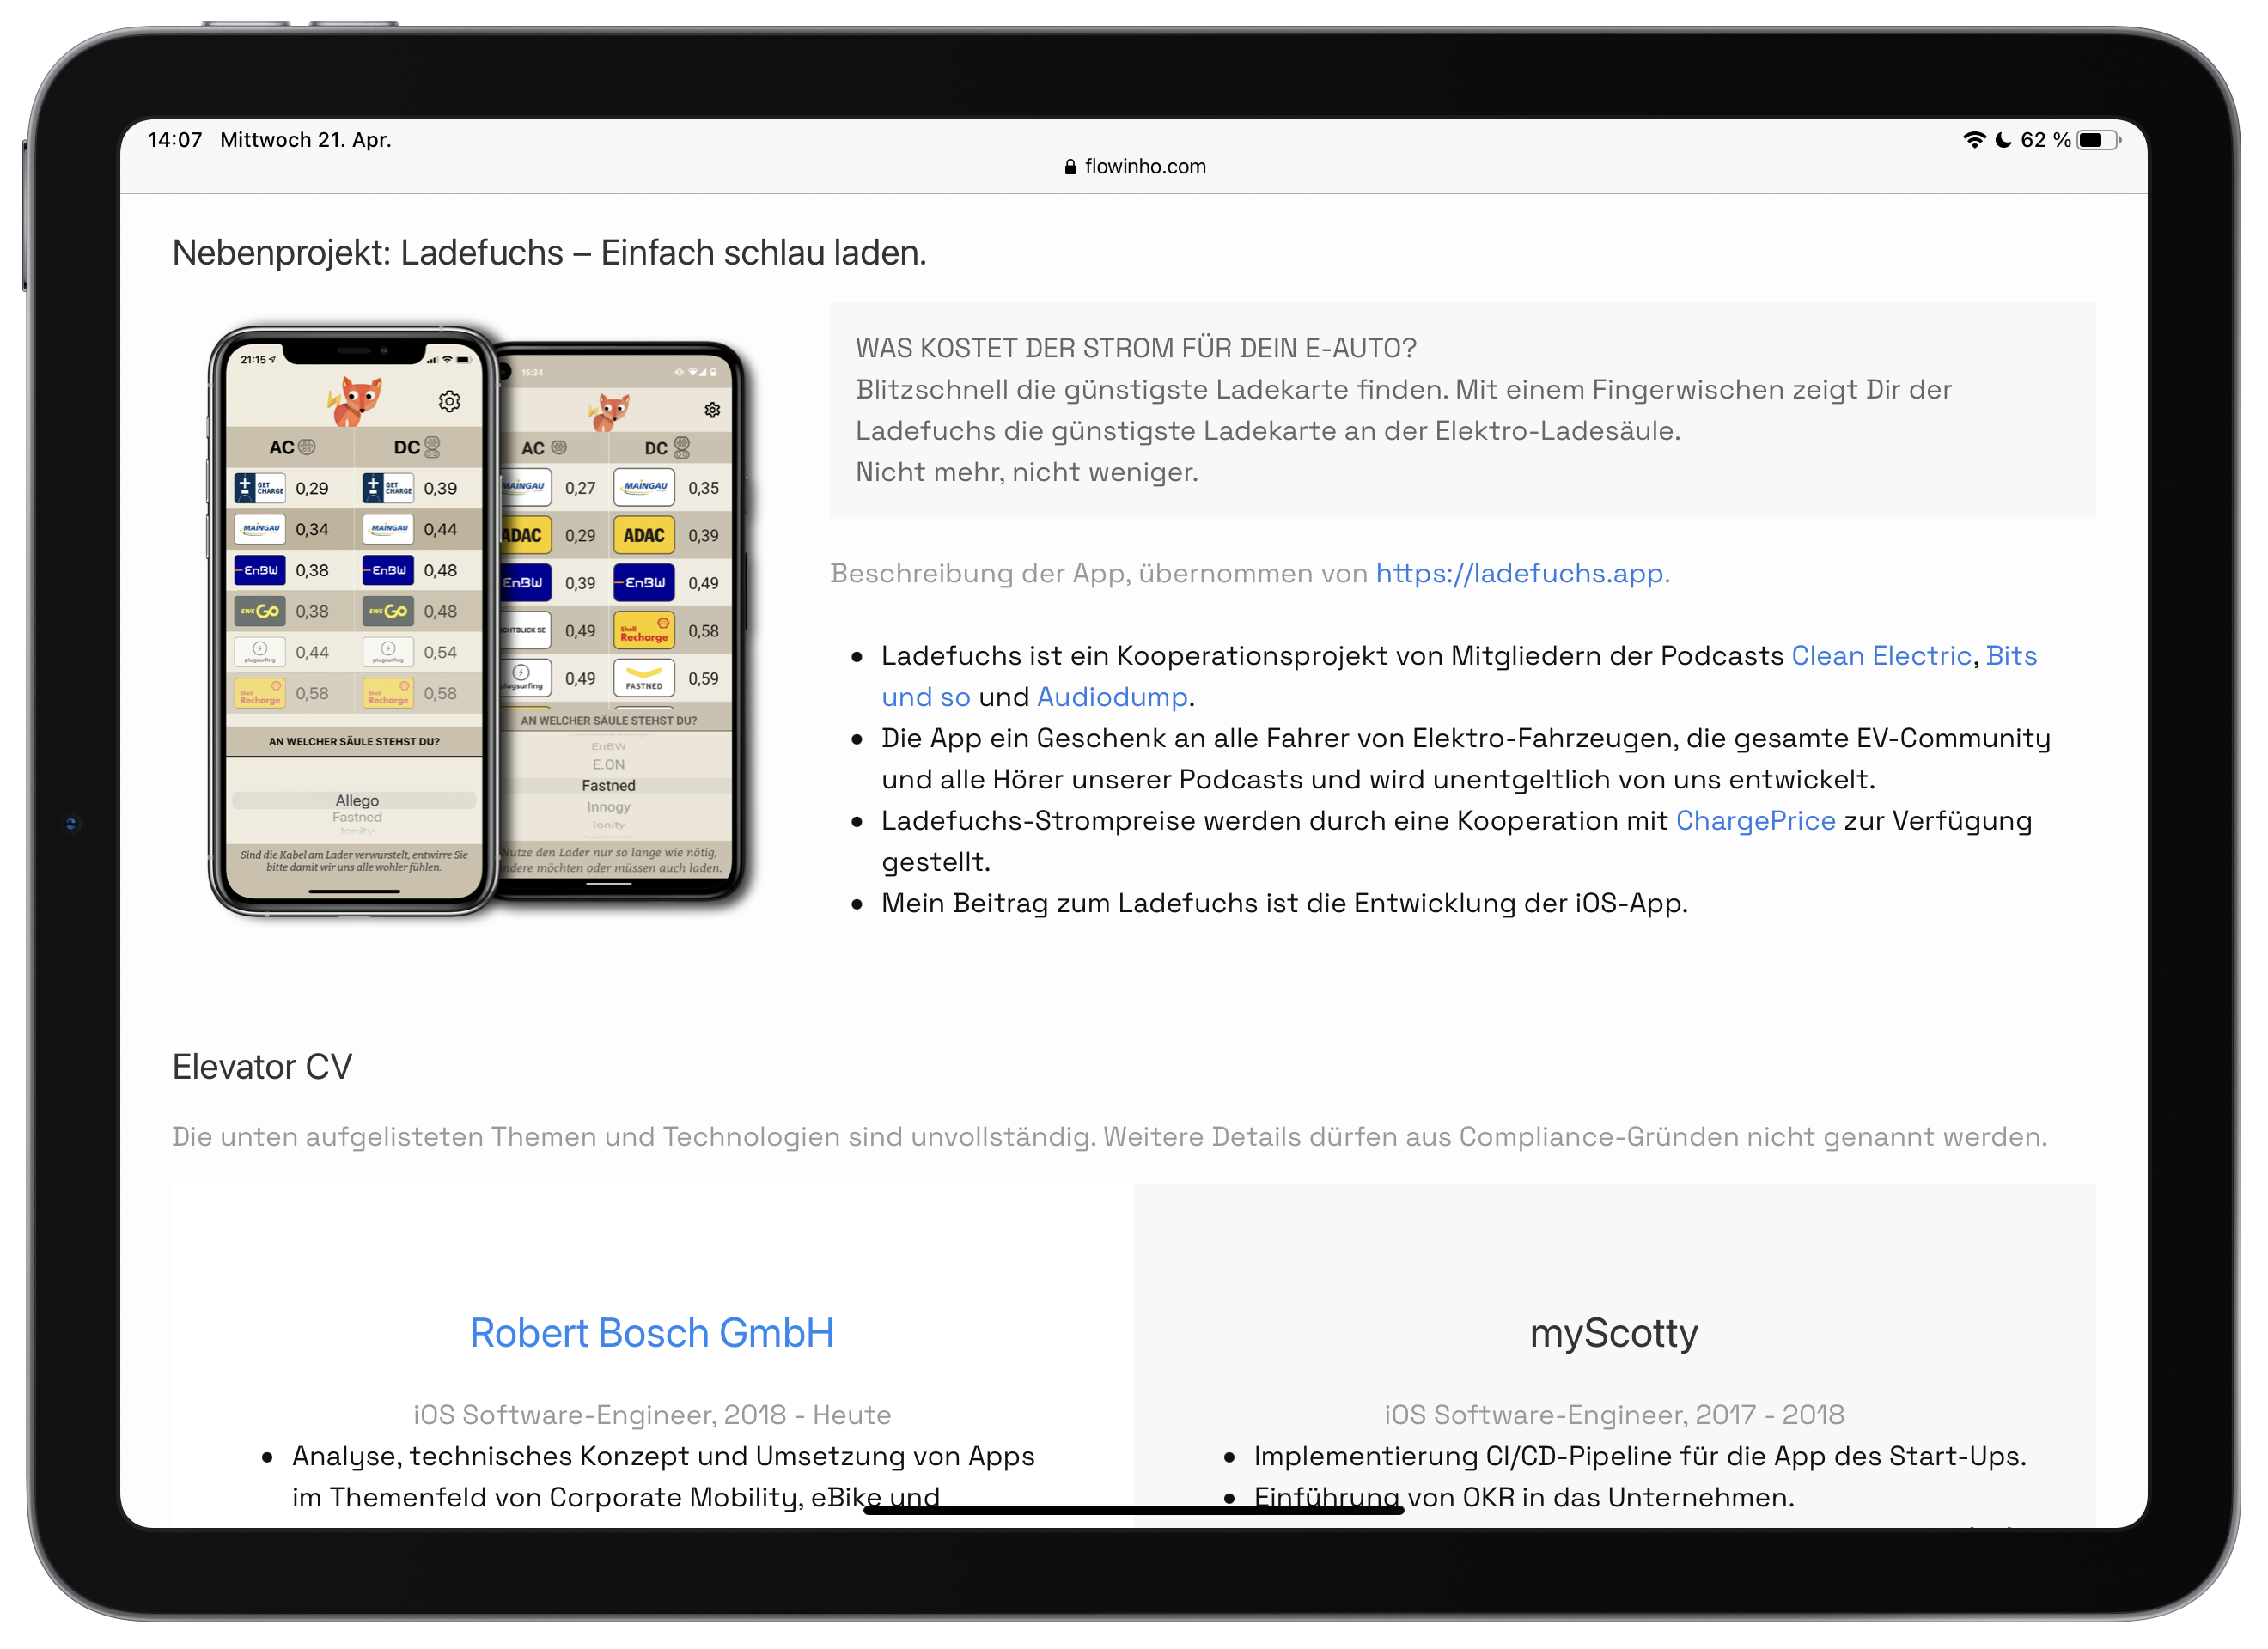 14:07 Mittwoch 21. Apr.
62 %
flowinho.com
Nebenprojekt: Ladefuchs – Einfach schlau laden.
21:15
AC DC
GET CHARGE 0,29 GET CHARGE 0,39
MAINGAU 0,34 MAINGAU 0,44
EnBW 0,38 EnBW 0,48
EWE Go 0,38 EWE Go 0,48
plugsurfing 0,44 plugsurfing 0,54
Shell Recharge 0,58 Shell Recharge 0,58
AN WELCHER SÄULE STEHST DU?
Allego
Fastned
Ionity
Sind die Kabel am Lader verwurstelt, entwirre Sie
bitte damit wir uns alle wohler fühlen.
15:34
AC DC
MAINGAU 0,27 MAINGAU 0,35
ADAC 0,29 ADAC 0,39
EnBW 0,39 EnBW 0,49
CHTBLICK SE 0,49 Shell Recharge 0,58
plugsurfing 0,49 FASTNED 0,59
AN WELCHER SÄULE STEHST DU?
EnBW
E.ON
Fastned
Innogy
Ionity
Nutze den Lader nur so lange wie nötig,
ndere möchten oder müssen auch laden.
WAS KOSTET DER STROM FÜR DEIN E-AUTO?
Blitzschnell die günstigste Ladekarte finden. Mit einem Fingerwischen zeigt Dir der
Ladefuchs die günstigste Ladekarte an der Elektro-Ladesäule.
Nicht mehr, nicht weniger.
Beschreibung der App, übernommen von https://ladefuchs.app.
• Ladefuchs ist ein Kooperationsprojekt von Mitgliedern der Podcasts Clean Electric, Bits
und so und Audiodump.
• Die App ein Geschenk an alle Fahrer von Elektro-Fahrzeugen, die gesamte EV-Community
und alle Hörer unserer Podcasts und wird unentgeltlich von uns entwickelt.
• Ladefuchs-Strompreise werden durch eine Kooperation mit ChargePrice zur Verfügung
gestellt.
• Mein Beitrag zum Ladefuchs ist die Entwicklung der iOS-App.
Elevator CV
Die unten aufgelisteten Themen und Technologien sind unvollständig. Weitere Details dürfen aus Compliance-Gründen nicht genannt werden.
Robert Bosch GmbH
iOS Software-Engineer, 2018 - Heute
• Analyse, technisches Konzept und Umsetzung von Apps
im Themenfeld von Corporate Mobility, eBike und
myScotty
iOS Software-Engineer, 2017 - 2018
• Implementierung CI/CD-Pipeline für die App des Start-Ups.
• Einführung von OKR in das Unternehmen.